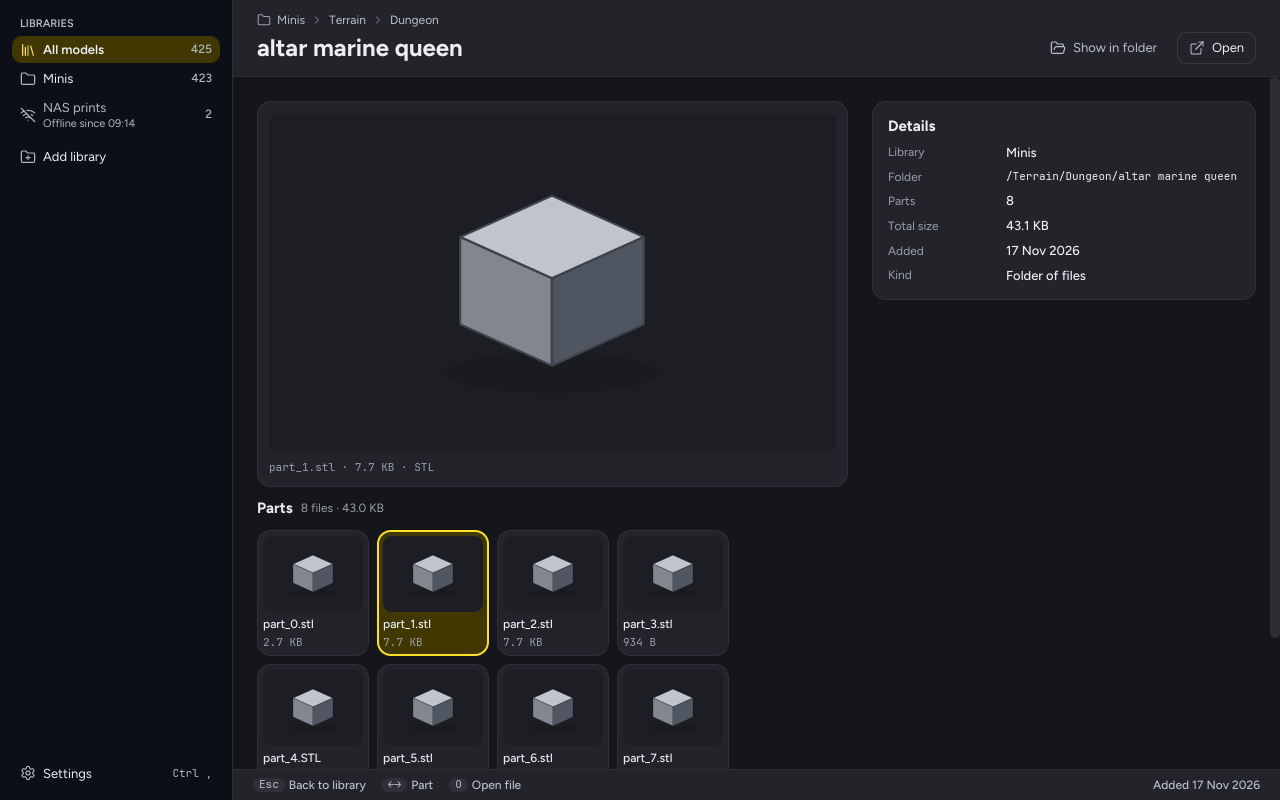 LIBRARIES
All models 425
Minis 423
NAS prints 2
Offline since 09:14
Add library
Settings Ctrl ,
Minis > Terrain > Dungeon
altar marine queen
Show in folder
Open
part_1.stl · 7.7 KB · STL
Details
Library Minis
Folder /Terrain/Dungeon/altar marine queen
Parts 8
Total size 43.1 KB
Added 17 Nov 2026
Kind Folder of files
Parts 8 files · 43.0 KB
part_0.stl part_1.stl part_2.stl part_3.stl
2.7 KB 7.7 KB 7.7 KB 934 B
part_4.STL part_5.stl part_6.stl part_7.stl
Esc Back to library ↔ Part O Open file
Added 17 Nov 2026